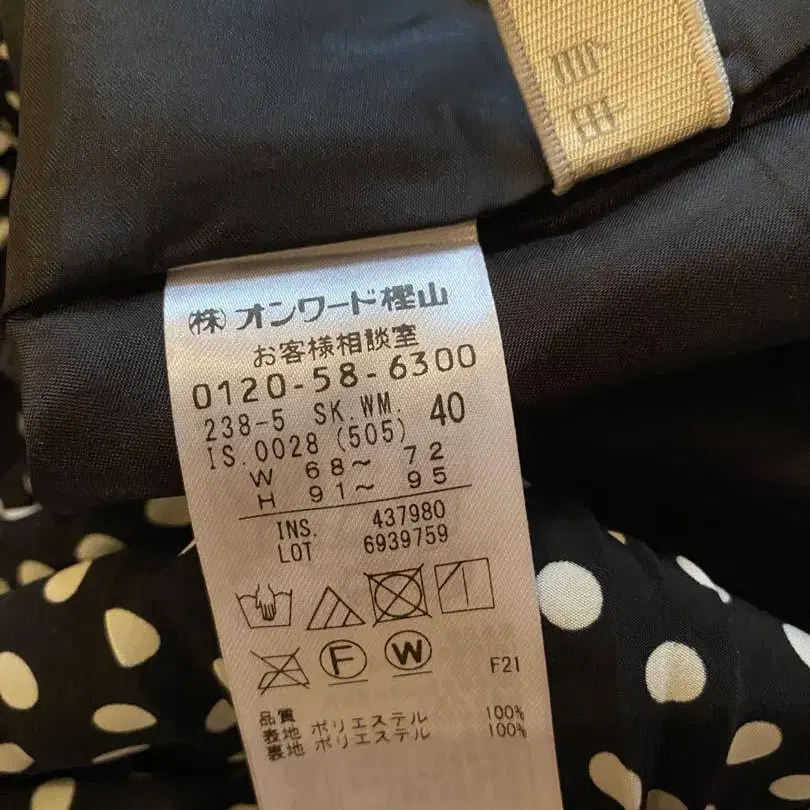 (株)オンワード樫山
お客様相談室
0120-58-6300
238-5 SK.WM. 40
IS.0028 (505)
W 68〜 72
H 91〜 95
INS. 437980
LOT 6939759
F W F21
品質
表地 ポリエステル 100%
裏地 ポリエステル 100%